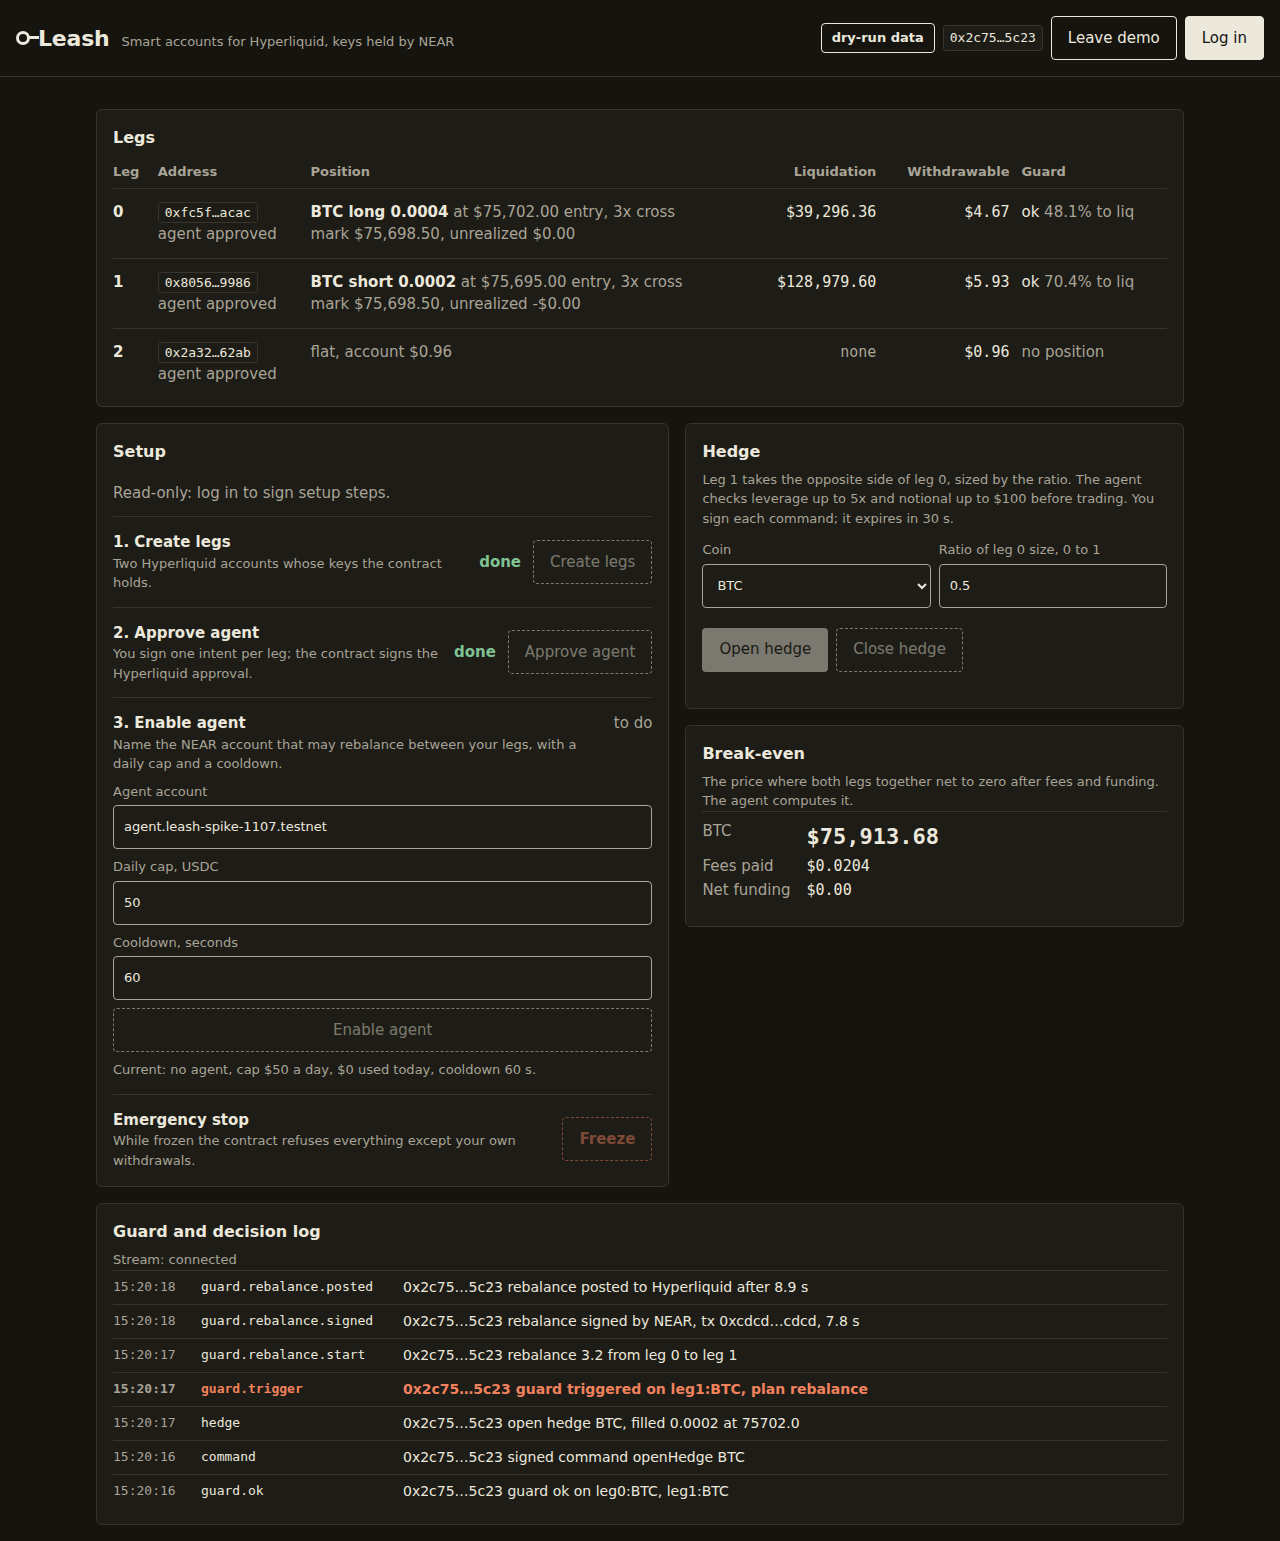 Leash Smart accounts for Hyperliquid, keys held by NEAR dry-run data 0x2c75…5c23 Leave demo Log in
Legs
Leg Address Position Liquidation Withdrawable Guard
0 0xfc5f…acac BTC long 0.0004 at $75,702.00 entry, 3x cross $39,296.36 $4.67 ok 48.1% to liq
agent approved mark $75,698.50, unrealized $0.00
1 0x8056…9986 BTC short 0.0002 at $75,695.00 entry, 3x cross $128,979.60 $5.93 ok 70.4% to liq
agent approved mark $75,698.50, unrealized -$0.00
2 0x2a32…62ab flat, account $0.96 none $0.96 no position
agent approved
Setup
Read-only: log in to sign setup steps.
1. Create legs
Two Hyperliquid accounts whose keys the contract
holds.
done Create legs
2. Approve agent
You sign one intent per leg; the contract signs the
Hyperliquid approval.
done Approve agent
3. Enable agent to do
Name the NEAR account that may rebalance between your legs, with a
daily cap and a cooldown.
Agent account
agent.leash-spike-1107.testnet
Daily cap, USDC
50
Cooldown, seconds
60
Enable agent
Current: no agent, cap $50 a day, $0 used today, cooldown 60 s.
Emergency stop
While frozen the contract refuses everything except your own
withdrawals.
Freeze
Hedge
Leg 1 takes the opposite side of leg 0, sized by the ratio. The agent
checks leverage up to 5x and notional up to $100 before trading. You
sign each command; it expires in 30 s.
Coin Ratio of leg 0 size, 0 to 1
BTC 0.5
Open hedge Close hedge
Break-even
The price where both legs together net to zero after fees and funding.
The agent computes it.
BTC $75,913.68
Fees paid $0.0204
Net funding $0.00
Guard and decision log
Stream: connected
15:20:18 guard.rebalance.posted 0x2c75…5c23 rebalance posted to Hyperliquid after 8.9 s
15:20:18 guard.rebalance.signed 0x2c75…5c23 rebalance signed by NEAR, tx 0xcdcd…cdcd, 7.8 s
15:20:17 guard.rebalance.start 0x2c75…5c23 rebalance 3.2 from leg 0 to leg 1
15:20:17 guard.trigger 0x2c75…5c23 guard triggered on leg1:BTC, plan rebalance
15:20:17 hedge 0x2c75…5c23 open hedge BTC, filled 0.0002 at 75702.0
15:20:16 command 0x2c75…5c23 signed command openHedge BTC
15:20:16 guard.ok 0x2c75…5c23 guard ok on leg0:BTC, leg1:BTC